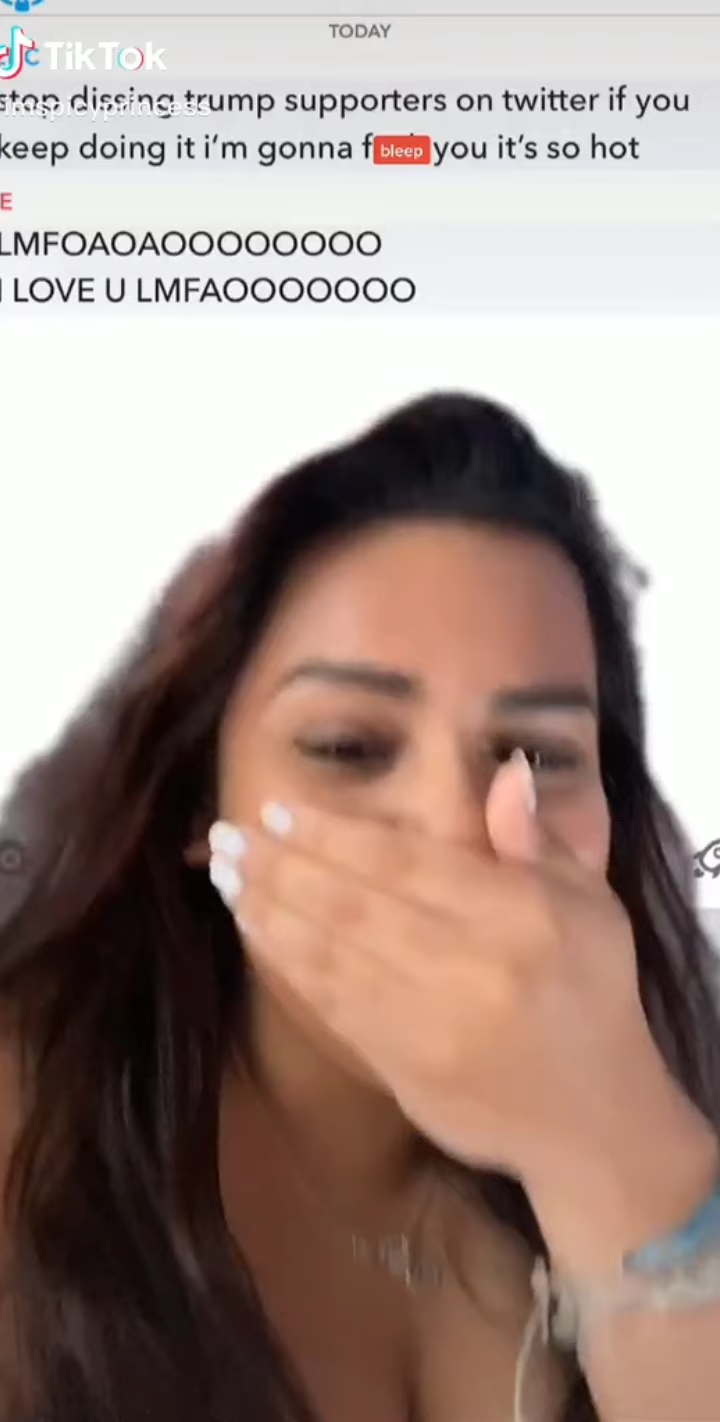 TODAY
TikTok
imspicyprincess
stop dissing trump supporters on twitter if you
keep doing it i'm gonna f bleep you it's so hot
E
LMFOAOAOOOOOOOO
I LOVE U LMFAOOOOOOO